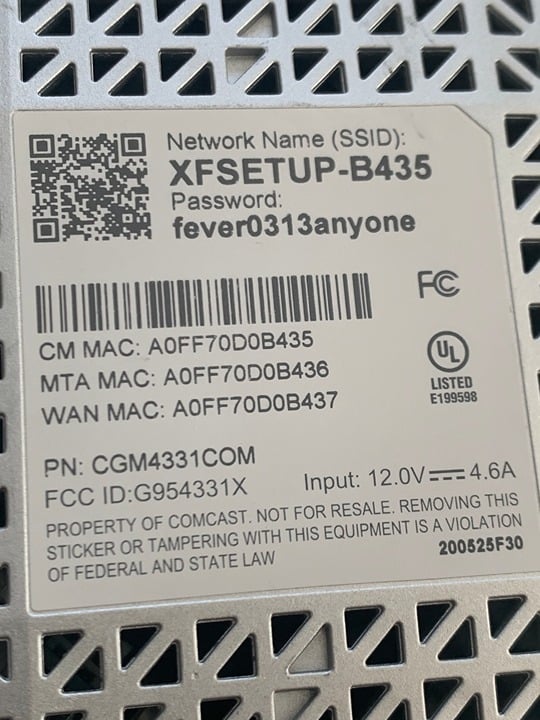 Network Name (SSID):
XFSETUP-B435
Password:
fever0313anyone
FC
CM MAC: A0FF70D0B435
MTA MAC: A0FF70D0B436
WAN MAC: A0FF70D0B437
UL
LISTED
E199598
PN: CGM4331COM
FCC ID:G954331X
Input: 12.0V⎓4.6A
PROPERTY OF COMCAST. NOT FOR RESALE. REMOVING THIS
STICKER OR TAMPERING WITH THIS EQUIPMENT IS A VIOLATION
OF FEDERAL AND STATE LAW
200525F30